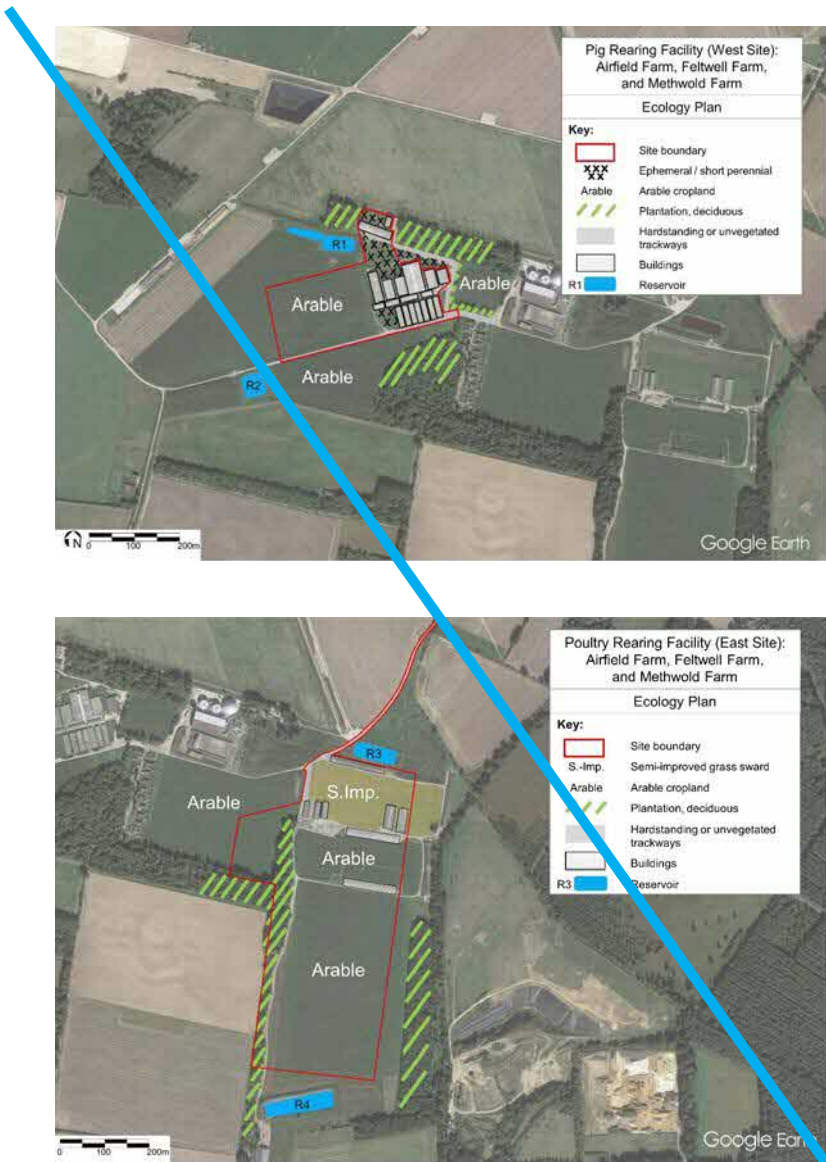 Pig Rearing Facility (West Site):
Airfield Farm, Feltwell Farm,
and Methwold Farm
Ecology Plan
Key:
Site boundary
XXX
XX
Ephemeral / short perennial
Arable
Arable cropland
Plantation, deciduous
Hardstanding or unvegetated
trackways
Buildings
R1
Reservoir
R1
Arable
Arable
R2
Arable
N
0
100
200m
Google Earth
Poultry Rearing Facility (East Site):
Airfield Farm, Feltwell Farm,
and Methwold Farm
Ecology Plan
Key:
Site boundary
S.-Imp.
Semi-improved grass sward
Arable
Arable cropland
Plantation, deciduous
Hardstanding or unvegetated
trackways
Buildings
R3
Reservoir
R3
S.Imp.
Arable
Arable
Arable
R4
0
100
200m
Google Earth